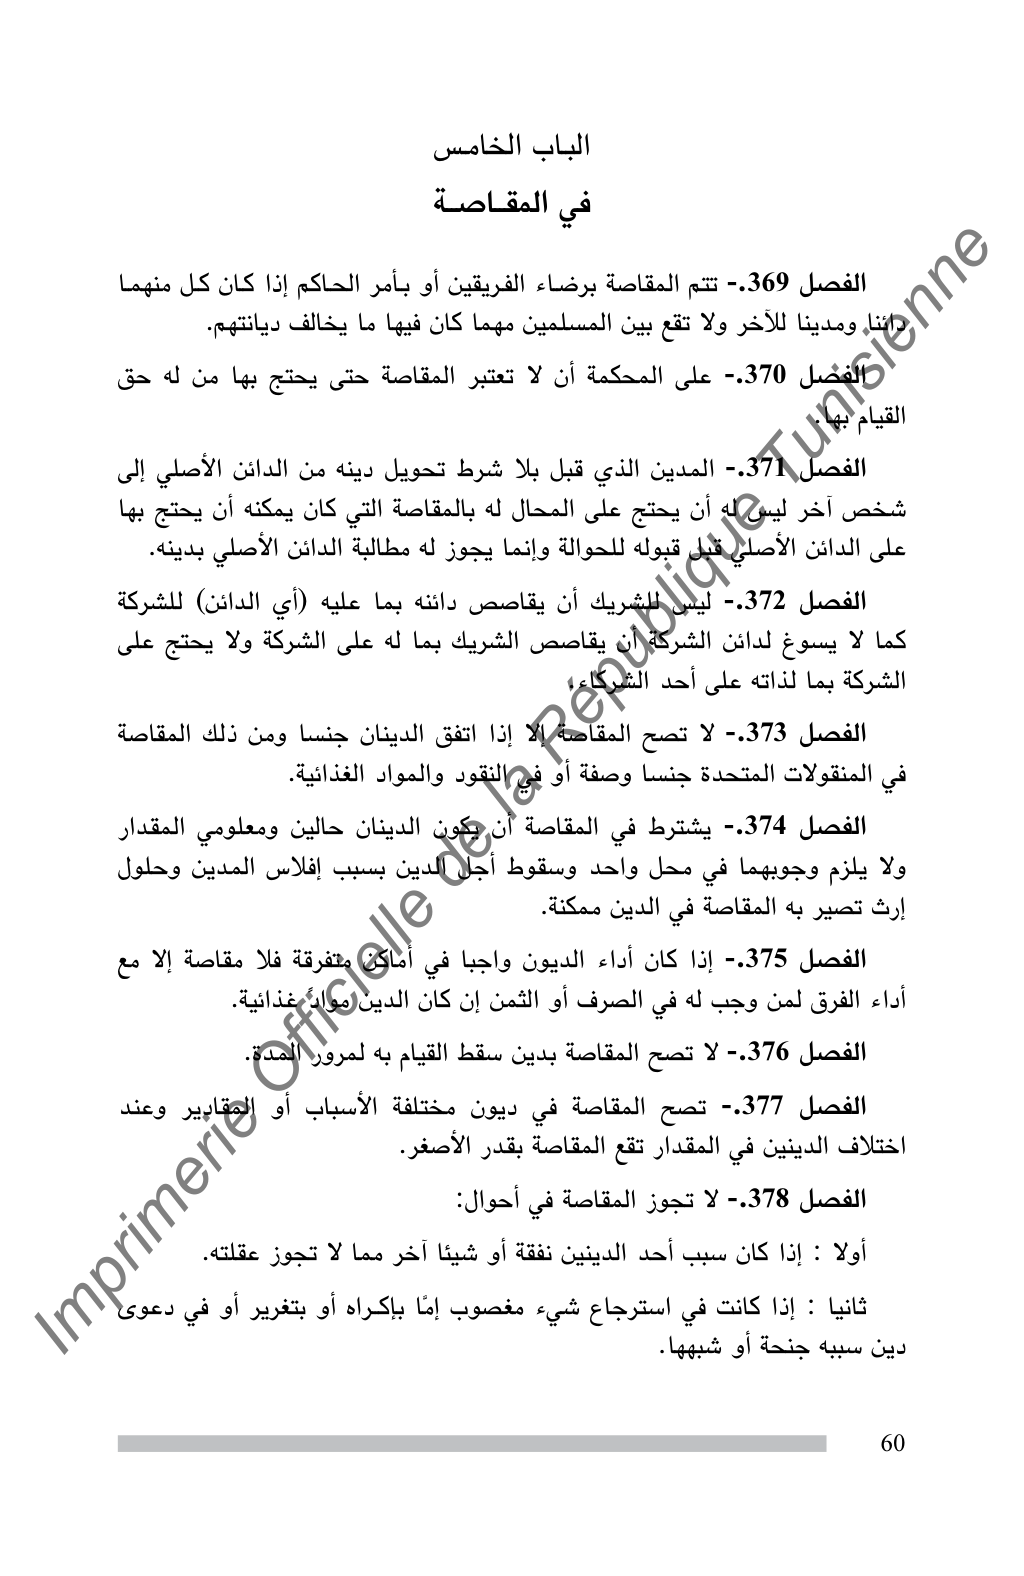 الباب الخامس
في المقاصة
الفصل 369.- تتم المقاصة برضاء الفريقين أو بأمر الحاكم إذا كان كل منهما
دائنا ومدينا للآخر ولا تقع بين المسلمين مهما كان فيها ما يخالف ديانتهم.
الفصل 370.- على المحكمة أن لا تعتبر المقاصة حتى يحتج بها من له حق
القيام بها.
الفصل 371.- المدين الذي قبل بلا شرط تحويل دينه من الدائن الأصلي إلى
شخص آخر ليس له أن يحتج على المحال له بالمقاصة التي كان يمكنه أن يحتج بها
على الدائن الأصلي قبل قبوله للحوالة وإنما يجوز له مطالبة الدائن الأصلي بدينه.
الفصل 372.- ليس للشريك أن يقاصص دائنه بما عليه (أي الدائن) للشركة
كما لا يسوغ لدائن الشركة أن يقاصص الشريك بما له على الشركة ولا يحتج على
الشركة بما لذاته على أحد الشركاء.
الفصل 373.- لا تصح المقاصة إلا إذا اتفق الدينان جنسا ومن ذلك المقاصة
في المنقولات المتحدة جنسا وصفة أو في النقود والمواد الغذائية.
الفصل 374.- يشترط في المقاصة أن يكون الدينان حالين ومعلومي المقدار
ولا يلزم وجوبهما في محل واحد وسقوط أجل الدين بسبب إفلاس المدين وحلول
إرث تصير به المقاصة في الدين ممكنة.
الفصل 375.- إذا كان أداء الديون واجبا في أماكن متفرقة فلا مقاصة إلا مع
أداء الفرق لمن وجب له في الصرف أو الثمن إن كان الدين موادّ غذائية.
الفصل 376.- لا تصح المقاصة بدين سقط القيام به لمرور المدة.
الفصل 377.- تصح المقاصة في ديون مختلفة الأسباب أو المقادير وعند
اختلاف الدينين في المقدار تقع المقاصة بقدر الأصغر.
الفصل 378.- لا تجوز المقاصة في أحوال:
أولا : إذا كان سبب أحد الدينين نفقة أو شيئا آخر مما لا تجوز عقلته.
ثانيا : إذا كانت في استرجاع شيء مغصوب إمّا بإكراه أو بتغرير أو في دعوى
دين سببه جنحة أو شبهها.
60
Imprimerie Officielle de la République Tunisienne